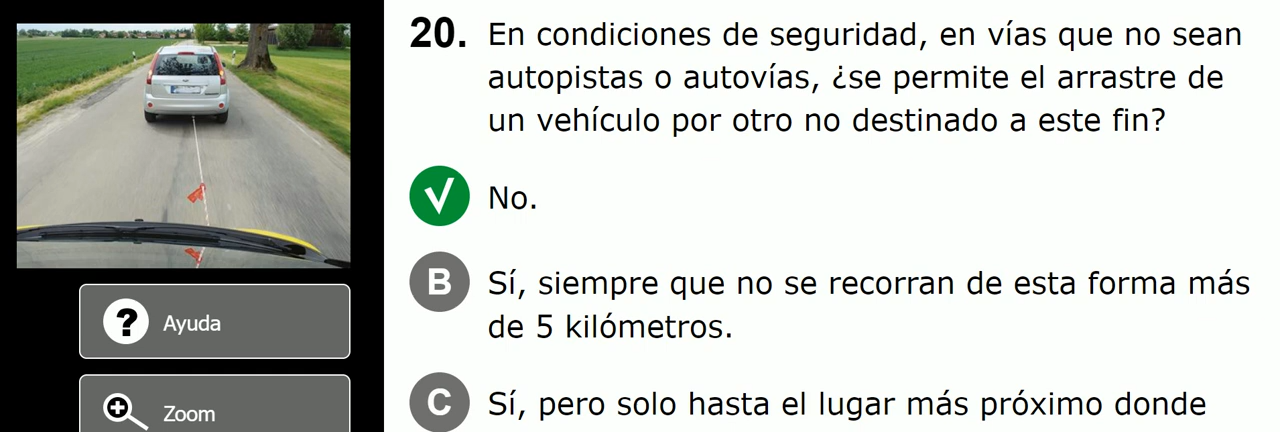 20. En condiciones de seguridad, en vías que no sean
autopistas o autovías, ¿se permite el arrastre de
un vehículo por otro no destinado a este fin?
No.
B Sí, siempre que no se recorran de esta forma más
de 5 kilómetros.
C Sí, pero solo hasta el lugar más próximo donde
? Ayuda
Zoom